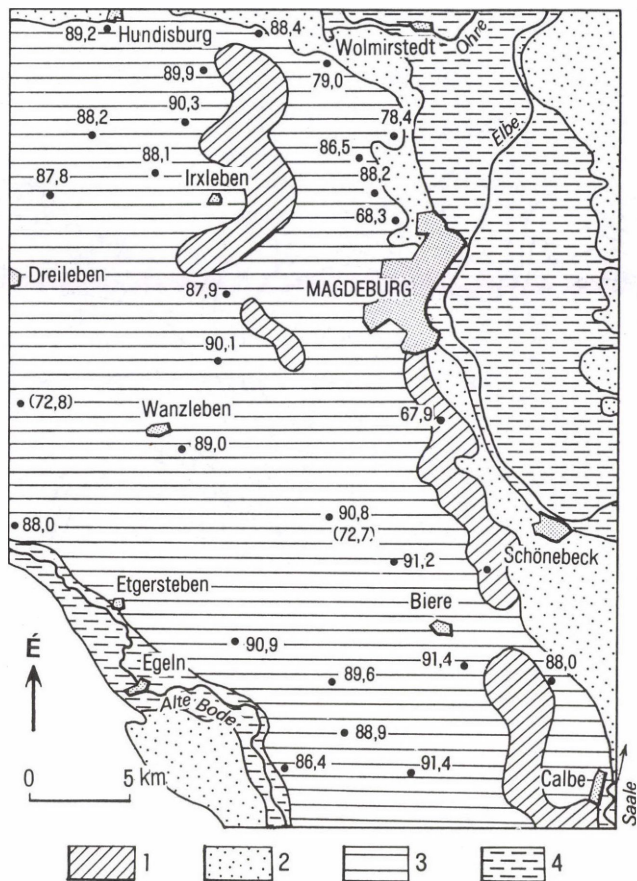 89,2
Hundisburg
88,4
Wolmirstedt
Ohre
89,9
79,0
90,3
88,2
78,4
Elbe
86,5
88,1
88,2
87,8
Irxleben
68,3
Dreileben
MAGDEBURG
87,9
90,1
(72,8)
Wanzleben
67,9
89,0
90,8
(72,7)
88,0
91,2
Schönebeck
Etgersteben
Biere
É
90,9
91,4
88,0
Egeln
89,6
Alte Bode
88,9
86,4
91,4
Calbe
0 5 km
Saale
1 2 3 4